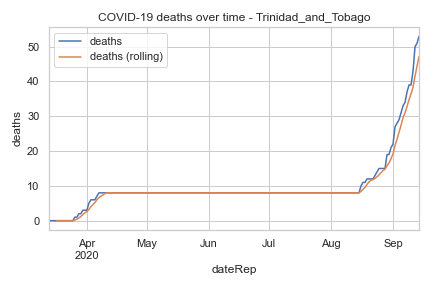 COVID-19 deaths over time - Trinidad_and_Tobago
deaths
deaths (rolling)
50
40
30
20
10
0
deaths
Apr
2020
May
Jun
Jul
Aug
Sep
dateRep